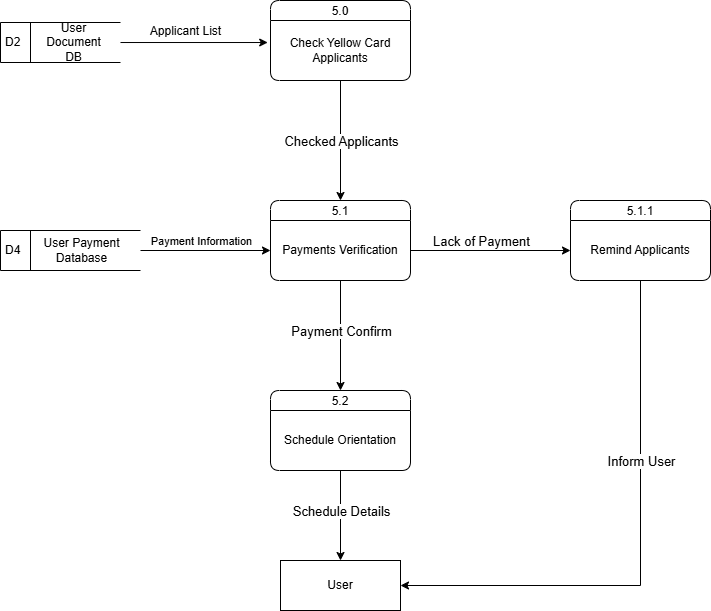 5.0
D2
User
Document
DB
Applicant List
Check Yellow Card
Applicants
Checked Applicants
5.1
5.1.1
D4
User Payment
Database
Payment Information
Payments Verification
Lack of Payment
Remind Applicants
Payment Confirm
5.2
Schedule Orientation
Inform User
Schedule Details
User